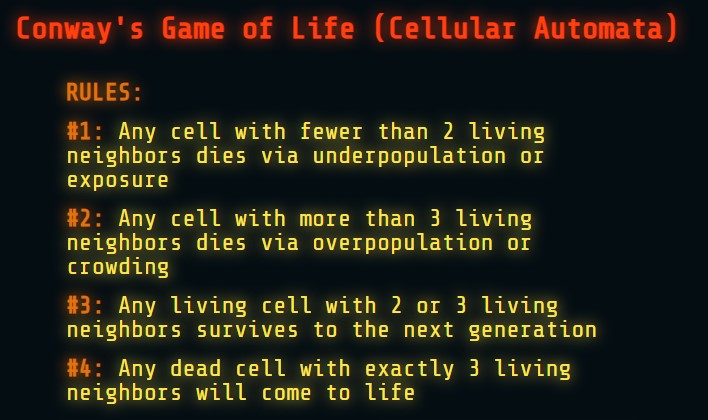 Conway's Game of Life (Cellular Automata)
RULES:
#1: Any cell with fewer than 2 living
neighbors dies via underpopulation or
exposure
#2: Any cell with more than 3 living
neighbors dies via overpopulation or
crowding
#3: Any living cell with 2 or 3 living
neighbors survives to the next generation
#4: Any dead cell with exactly 3 living
neighbors will come to life